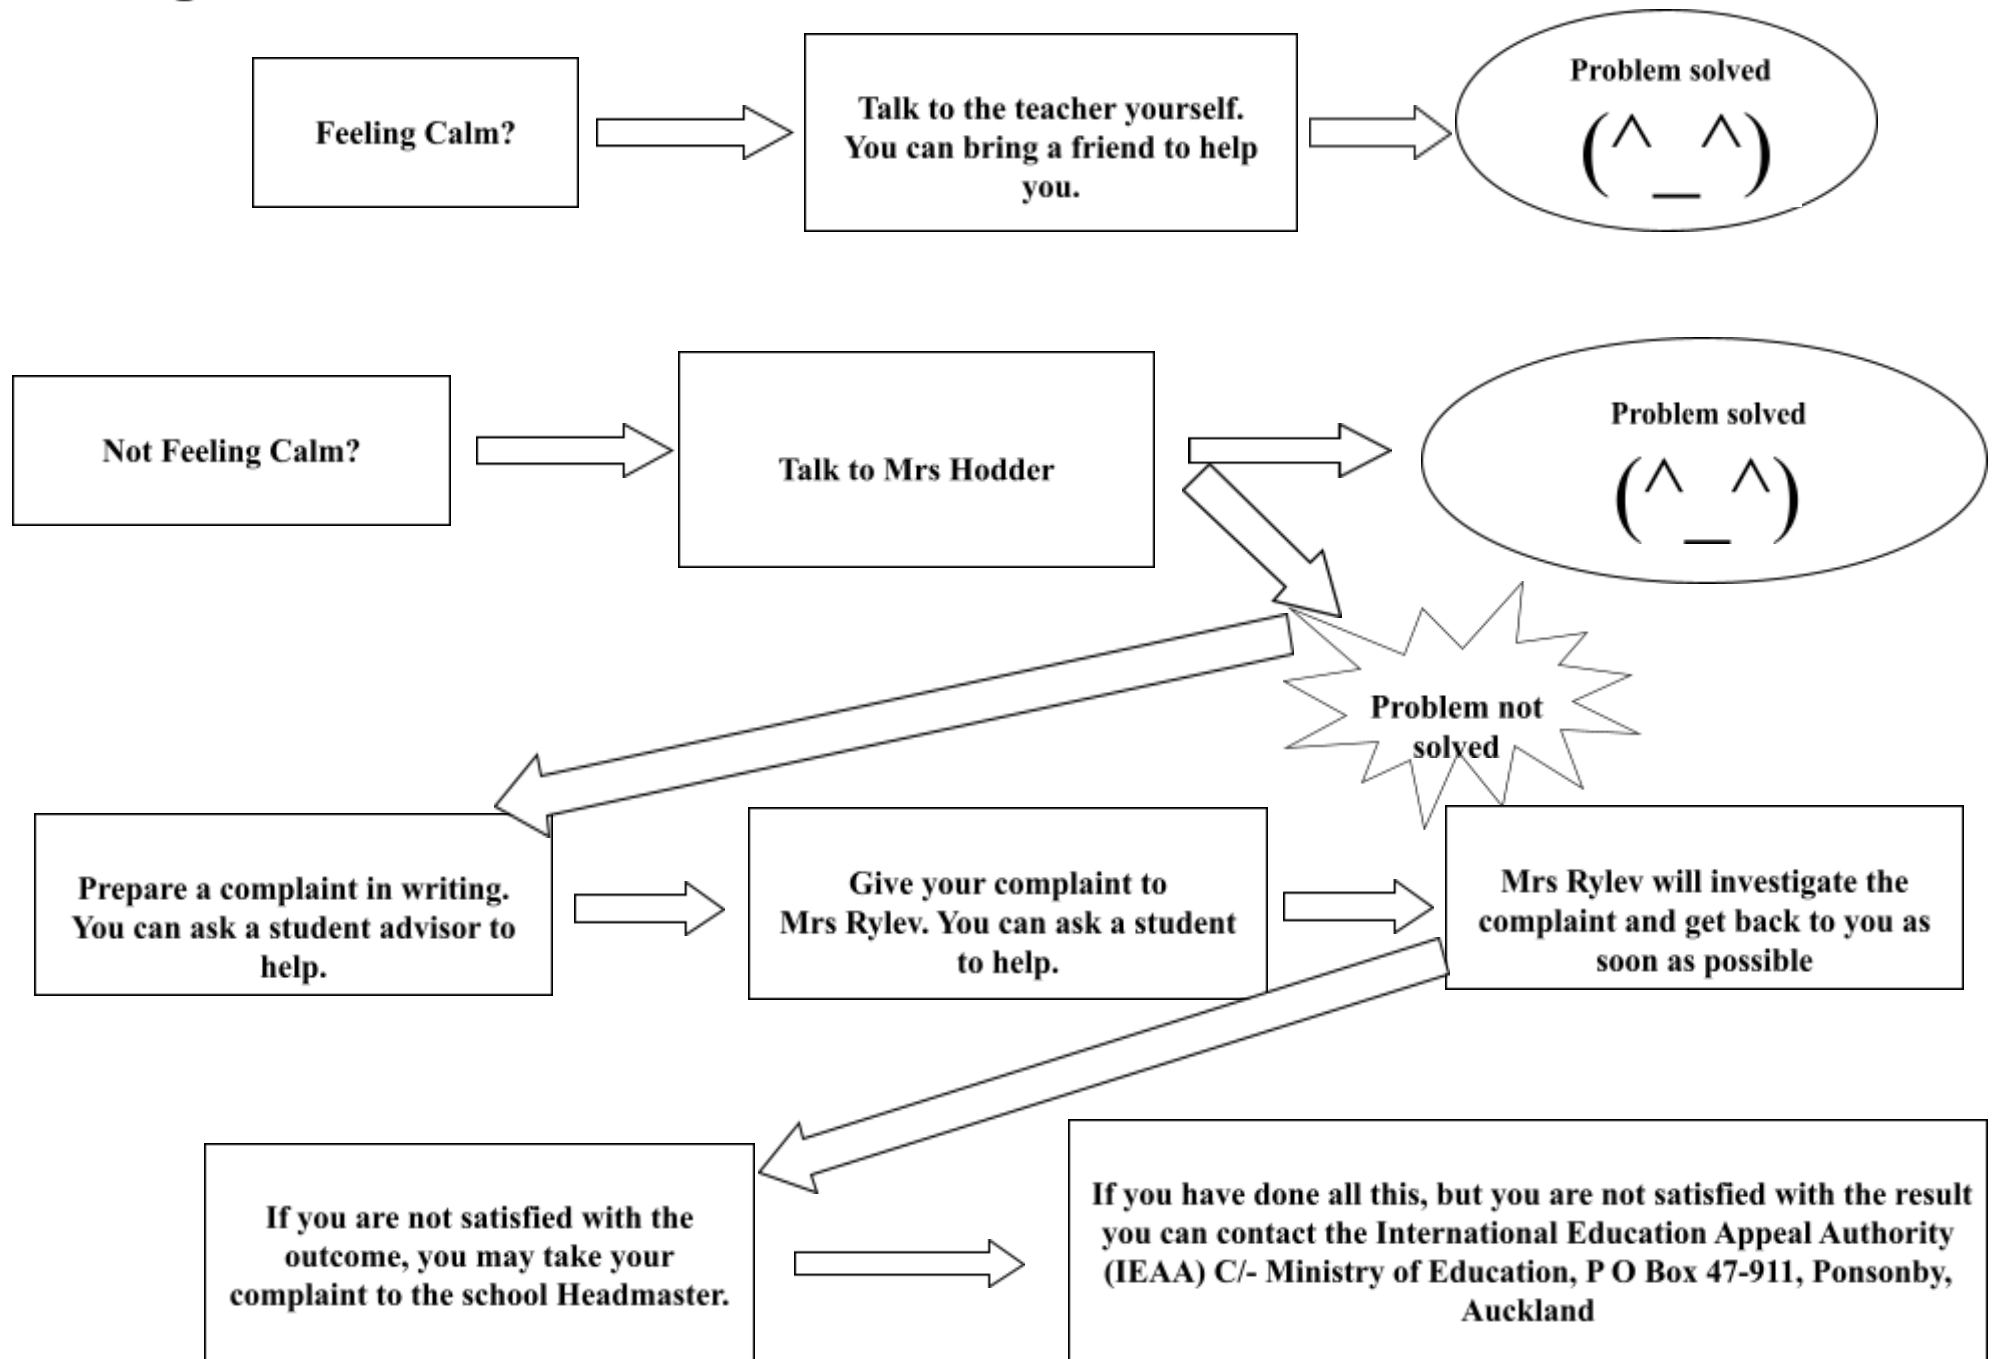 Feeling Calm?
Talk to the teacher yourself.
You can bring a friend to help
you.
Problem solved
(^_^)
Not Feeling Calm?
Talk to Mrs Hodder
Problem solved
(^_^)
Problem not
solved
Prepare a complaint in writing.
You can ask a student advisor to
help.
Give your complaint to
Mrs Rylev. You can ask a student
to help.
Mrs Rylev will investigate the
complaint and get back to you as
soon as possible
If you are not satisfied with the
outcome, you may take your
complaint to the school Headmaster.
If you have done all this, but you are not satisfied with the result
you can contact the International Education Appeal Authority
(IEAA) C/- Ministry of Education, P O Box 47-911, Ponsonby,
Auckland